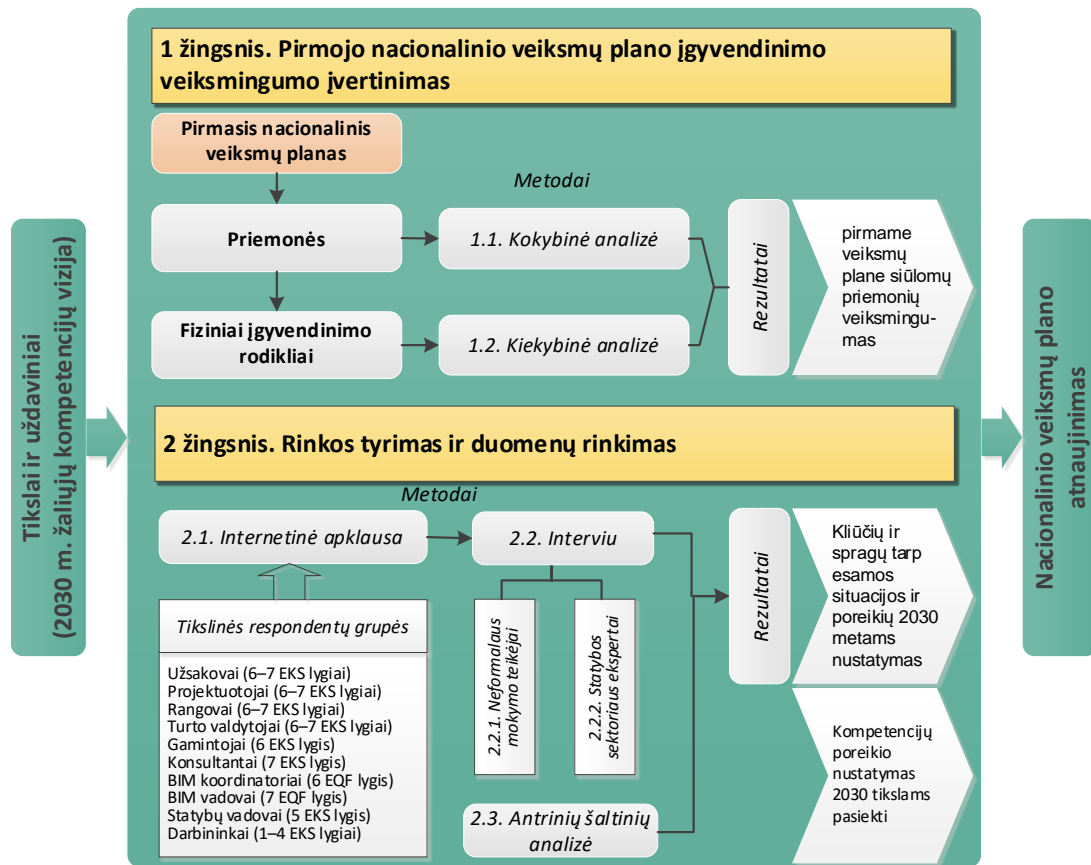 Tikslai ir uždaviniai
(2030 m. žaliųjų kompetencijų vizija)
1 žingsnis. Pirmojo nacionalinio veiksmų plano įgyvendinimo
veiksmingumo įvertinimas
Pirmasis nacionalinis
veiksmų planas
Metodai
Priemonės
1.1. Kokybinė analizė
Fiziniai įgyvendinimo
rodikliai
1.2. Kiekybinė analizė
Rezultatai
pirmame
veiksmų
plane siūlomų
priemonių
veiksmingu-
mas
2 žingsnis. Rinkos tyrimas ir duomenų rinkimas
Metodai
2.1. Internetinė apklausa
2.2. Interviu
Tikslinės respondentų grupės
Užsakovai (6–7 EKS lygiai)
Projektuotojai (6–7 EKS lygiai)
Rangovai (6–7 EKS lygiai)
Turto valdytojai (6–7 EKS lygiai)
Gamintojai (6 EKS lygis)
Konsultantai (7 EKS lygis)
BIM koordinatoriai (6 EQF lygis)
BIM vadovai (7 EQF lygis)
Statybų vadovai (5 EKS lygis)
Darbininkai (1–4 EKS lygiai)
2.2.1. Neformalaus
mokymo teikėjai
2.2.2. Statybos
sektoriaus ekspertai
2.3. Antrinių šaltinių
analizė
Rezultatai
Kliūčių ir
spragų tarp
esamos
situacijos ir
poreikių 2030
metams
nustatymas
Kompetencijų
poreikio
nustatymas
2030 tikslams
pasiekti
Nacionalinio veiksmų plano
atnaujinimas